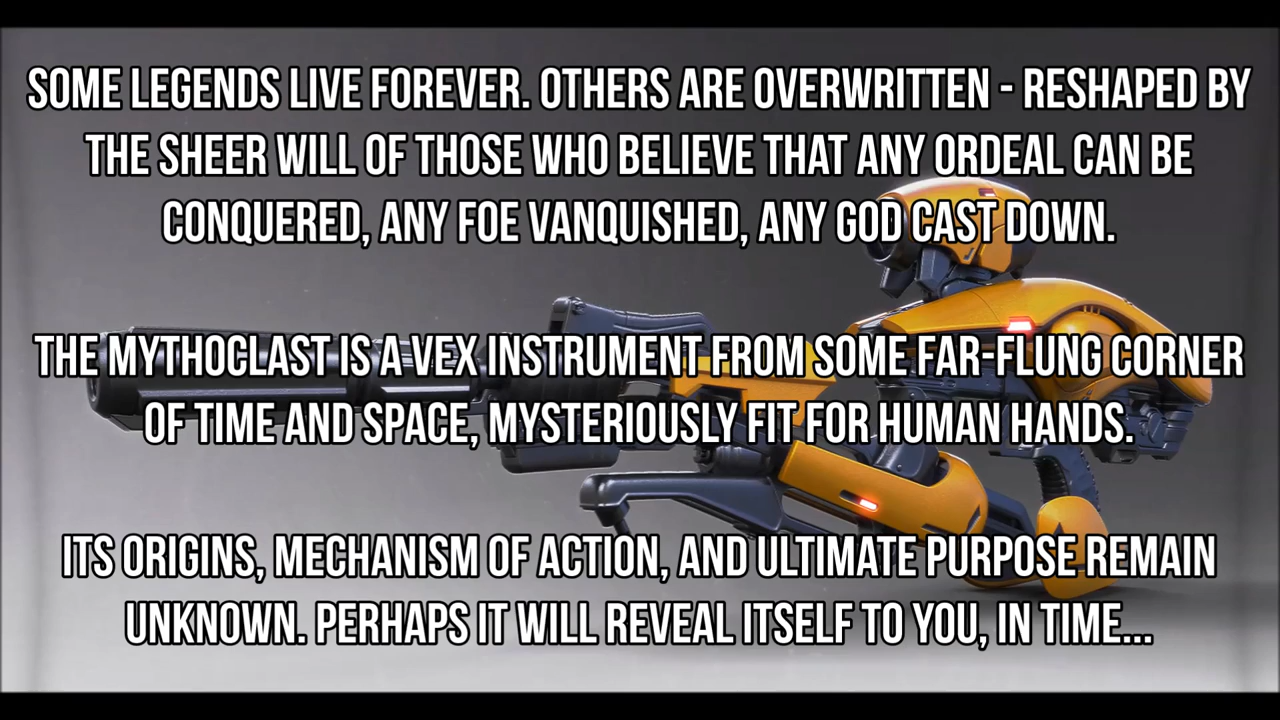 SOME LEGENDS LIVE FOREVER. OTHERS ARE OVERWRITTEN - RESHAPED BY
THE SHEER WILL OF THOSE WHO BELIEVE THAT ANY ORDEAL CAN BE
CONQUERED, ANY FOE VANQUISHED, ANY GOD CAST DOWN.
THE MYTHOCLAST IS A VEX INSTRUMENT FROM SOME FAR-FLUNG CORNER
OF TIME AND SPACE, MYSTERIOUSLY FIT FOR HUMAN HANDS.
ITS ORIGINS, MECHANISM OF ACTION, AND ULTIMATE PURPOSE REMAIN
UNKNOWN. PERHAPS IT WILL REVEAL ITSELF TO YOU, IN TIME...